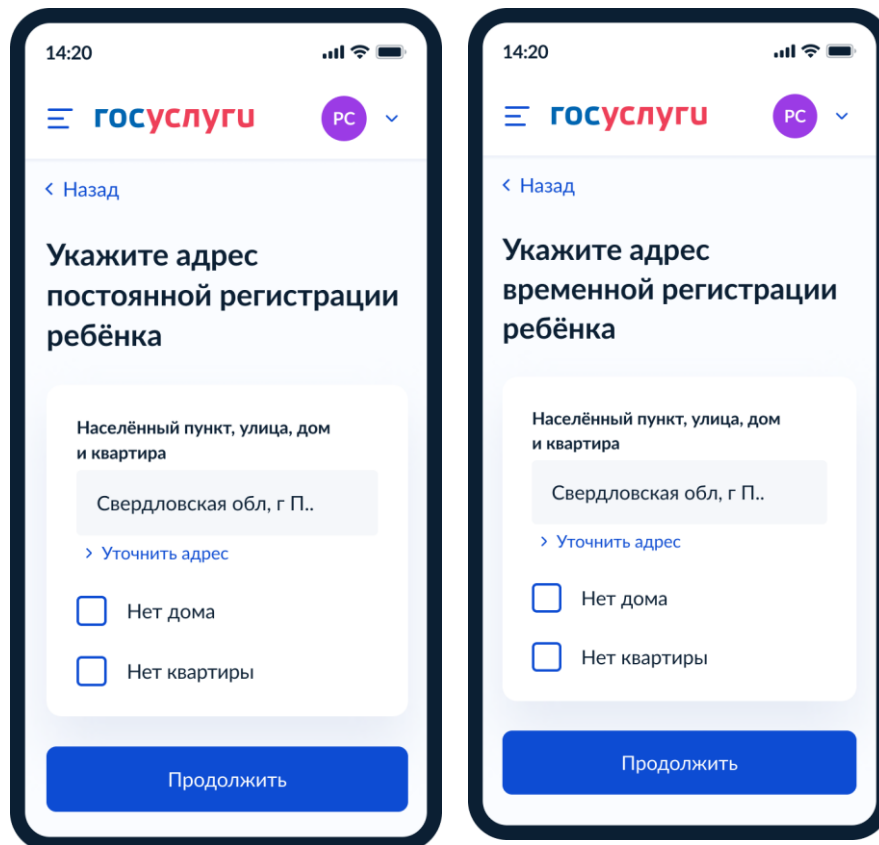 14:20
госуслуги
РС
Назад
Укажите адрес
постоянной регистрации
ребёнка
Населённый пункт, улица, дом
и квартира
Свердловская обл, г П..
Уточнить адрес
Нет дома
Нет квартиры
Продолжить
14:20
госуслуги
РС
Назад
Укажите адрес
временной регистрации
ребёнка
Населённый пункт, улица, дом
и квартира
Свердловская обл, г П..
Уточнить адрес
Нет дома
Нет квартиры
Продолжить